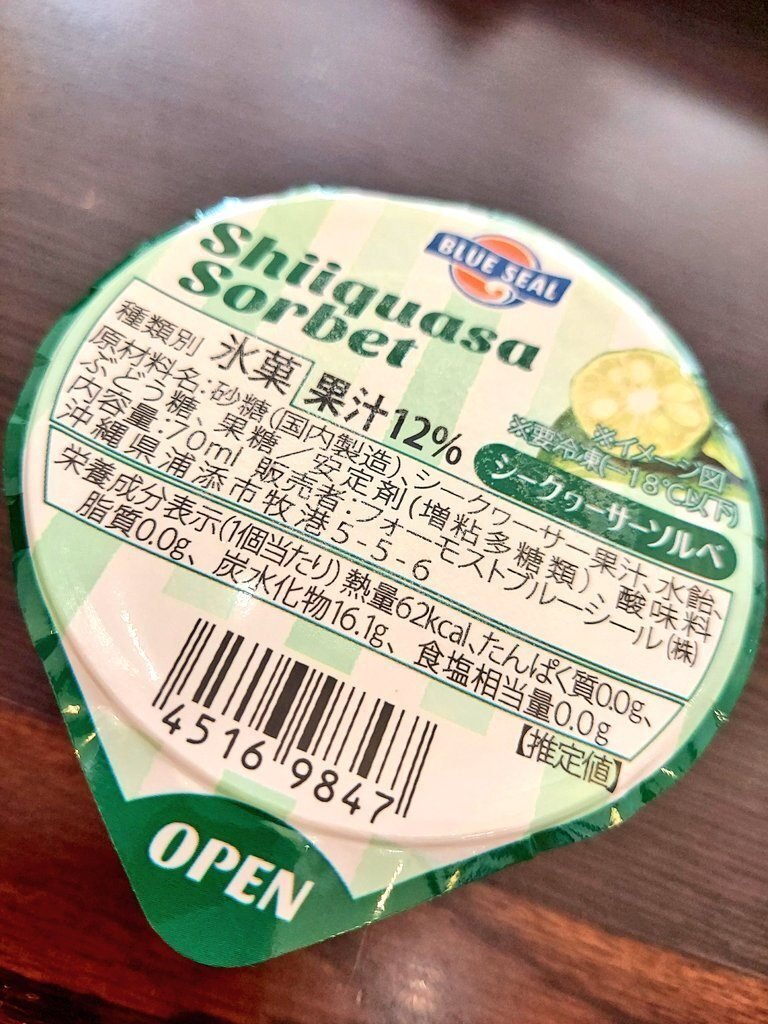 BLUE SEAL
Shiiquasa
Sorbet
種類別 氷菓 果汁12%
※イメージ図
※要冷凍(-18℃以下)
シークヮーサーソルベ
原材料名:砂糖(国内製造)、シークヮーサー果汁、水飴、
ぶどう糖、果糖/安定剤(増粘多糖類)、酸味料
内容量:70ml 販売者:フォーモストブルーシール(株)
沖縄県浦添市牧港5-5-6
栄養成分表示(1個当たり)熱量62kcal、たんぱく質0.0g、
脂質0.0g、炭水化物16.1g、食塩相当量0.0g
【推定値】
4516 9847
OPEN